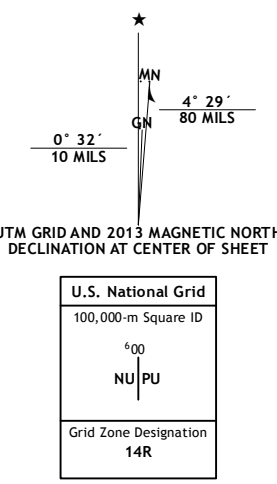 MN
4° 29´
80 MILS
GN
0° 32´
10 MILS
UTM GRID AND 2013 MAGNETIC NORTH
DECLINATION AT CENTER OF SHEET
U.S. National Grid
100,000-m Square ID
⁶00
NU PU
Grid Zone Designation
14R